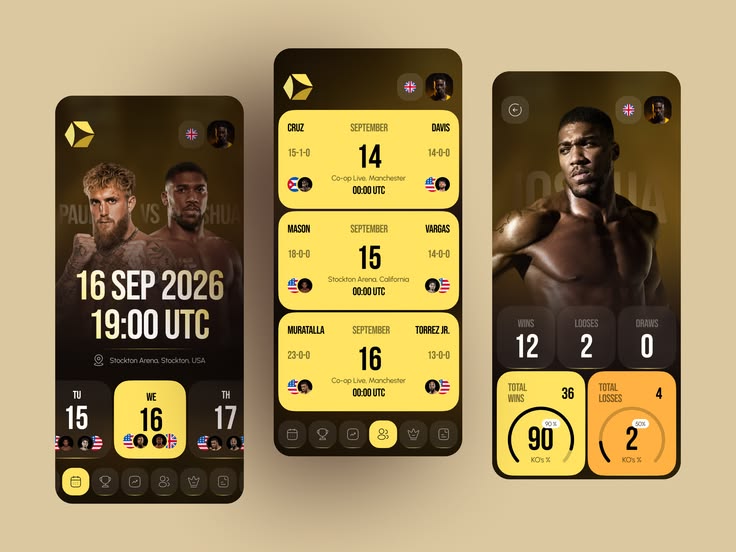 PAUL VS JOSHUA
16 SEP 2026
19:00 UTC
Stockton Arena, Stockton, USA
TU
15
WE
16
TH
17
CRUZ SEPTEMBER DAVIS
15-1-0 14 14-0-0
Co-op Live, Manchester
00:00 UTC
MASON SEPTEMBER VARGAS
18-0-0 15 14-0-0
Stockton Arena, California
00:00 UTC
MURATALLA SEPTEMBER TORREZ JR.
23-0-0 16 13-0-0
Co-op Live, Manchester
00:00 UTC
JOSHUA
WINS
12
LOOSES
2
DRAWS
0
TOTAL
WINS
36
90 %
90
KO's %
TOTAL
LOSSES
4
50%
2
KO's %